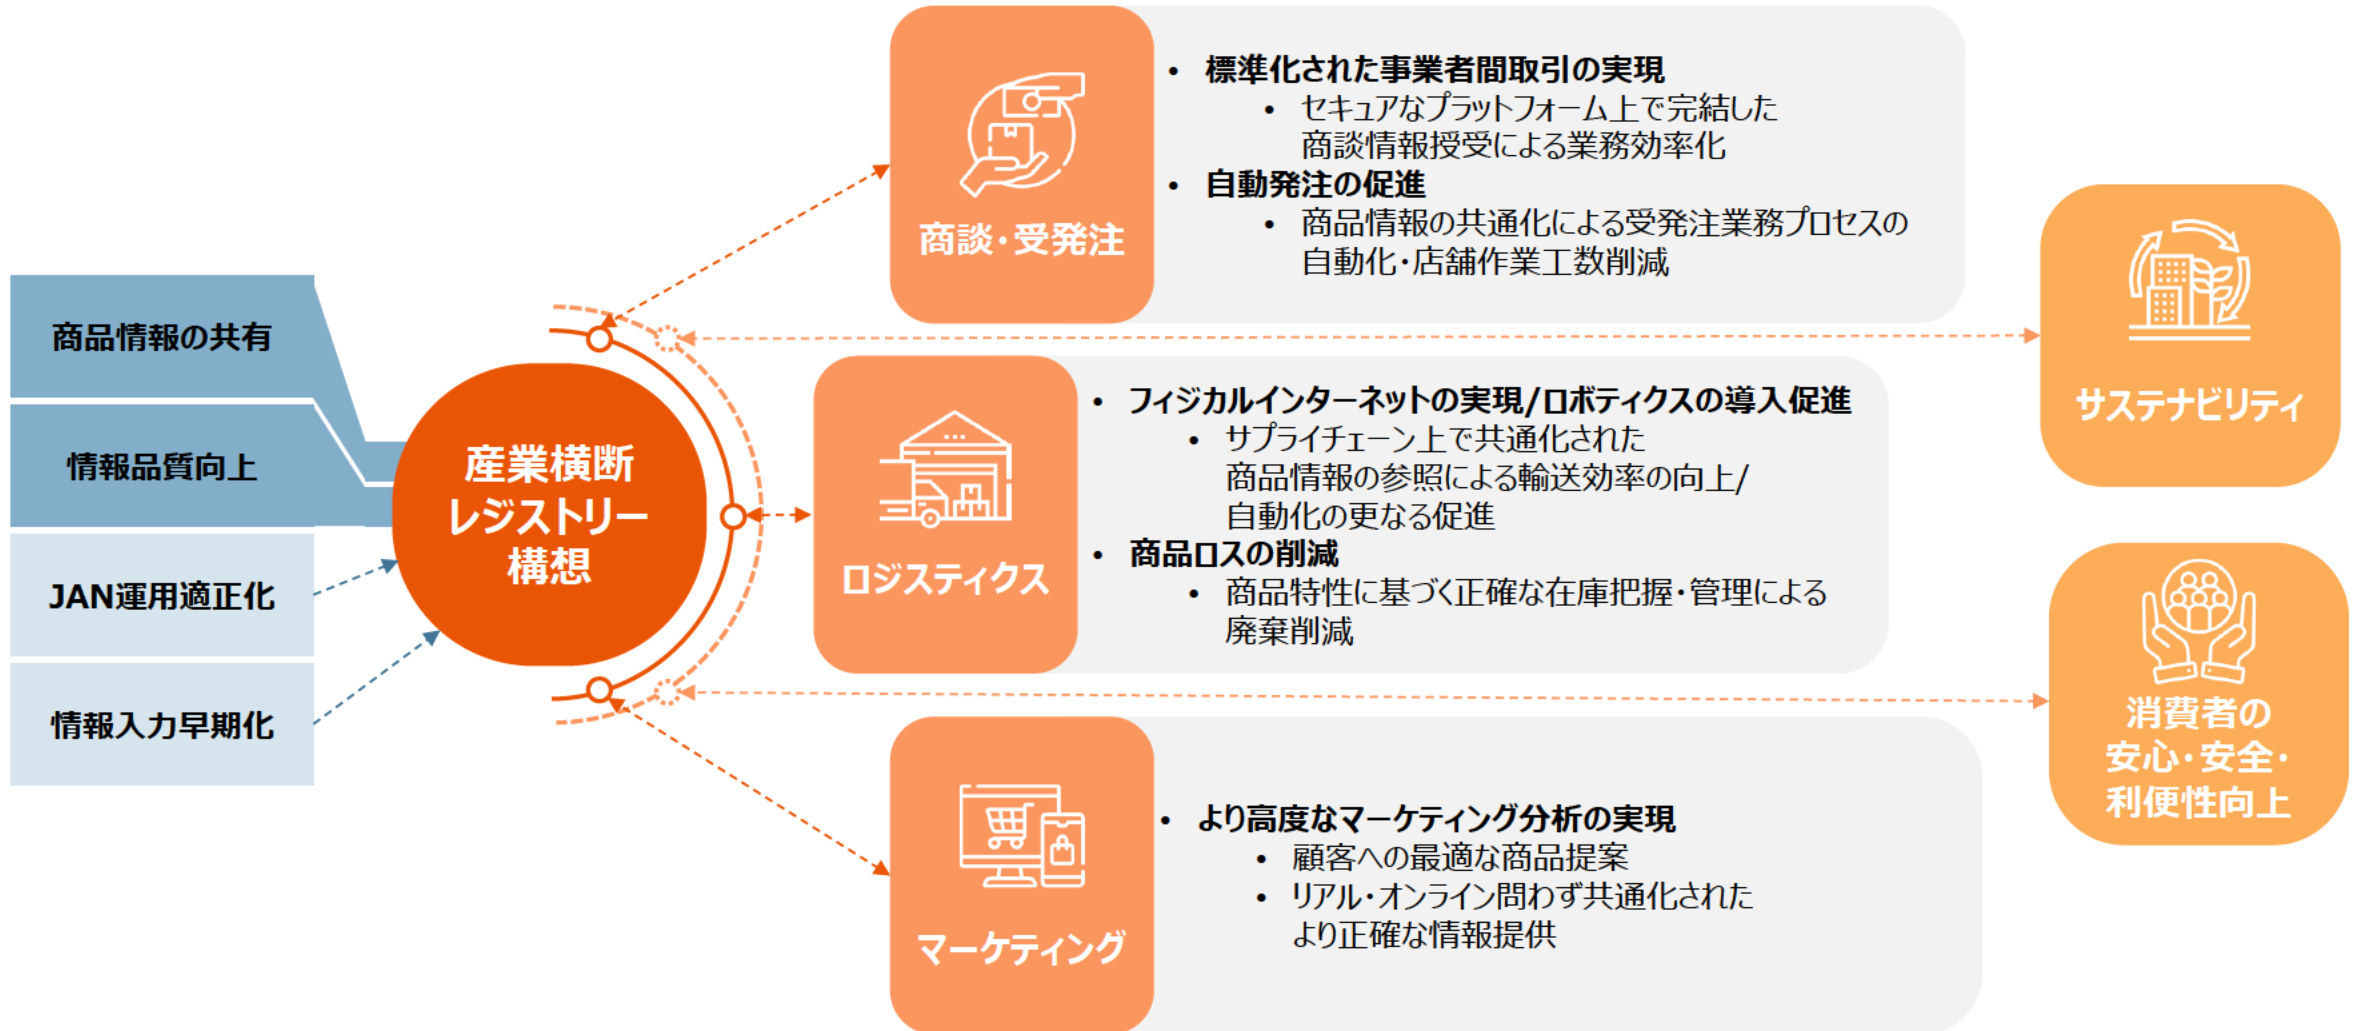 商品情報の共有
情報品質向上
JAN運用適正化
情報入力早期化
産業横断
レジストリー
構想
商談・受発注
• 標準化された事業者間取引の実現
• セキュアなプラットフォーム上で完結した
商談情報授受による業務効率化
• 自動発注の促進
• 商品情報の共通化による受発注業務プロセスの
自動化・店舗作業工数削減
ロジスティクス
• フィジカルインターネットの実現/ロボティクスの導入促進
• サプライチェーン上で共通化された
商品情報の参照による輸送効率の向上/
自動化の更なる促進
• 商品ロスの削減
• 商品特性に基づく正確な在庫把握・管理による
廃棄削減
マーケティング
• より高度なマーケティング分析の実現
• 顧客への最適な商品提案
• リアル・オンライン問わず共通化された
より正確な情報提供
サステナビリティ
消費者の
安心・安全・
利便性向上